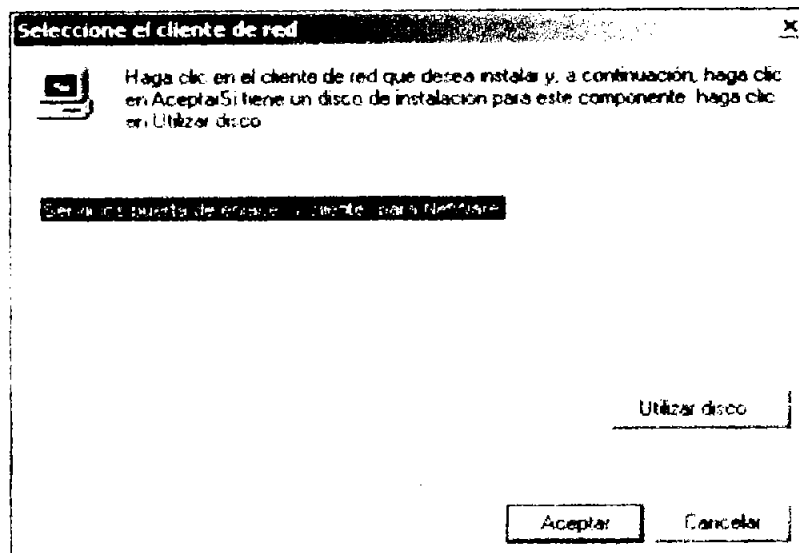 Seleccione el cliente de red
Haga clic en el cliente de red que desea instalar y, a continuación, haga clic
en AceptarSi tiene un disco de instalación para este componente haga clic
en Utilizar disco
Servicios puerta de enlace y cliente para NetWare
Utilizar disco
Aceptar
Cancelar